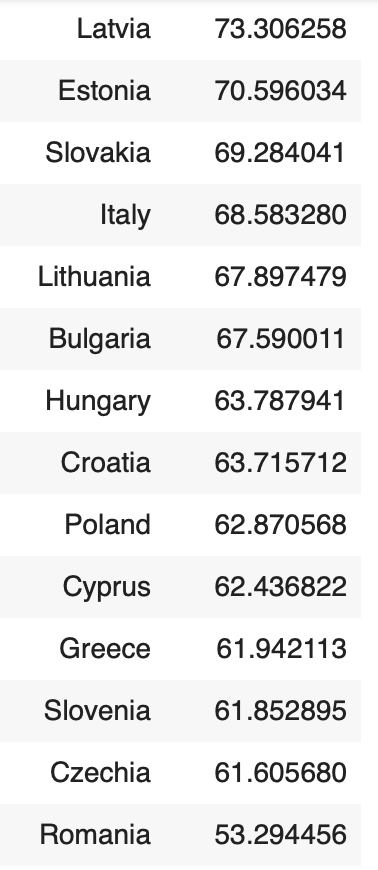 Latvia 73.306258
Estonia 70.596034
Slovakia 69.284041
Italy 68.583280
Lithuania 67.897479
Bulgaria 67.590011
Hungary 63.787941
Croatia 63.715712
Poland 62.870568
Cyprus 62.436822
Greece 61.942113
Slovenia 61.852895
Czechia 61.605680
Romania 53.294456